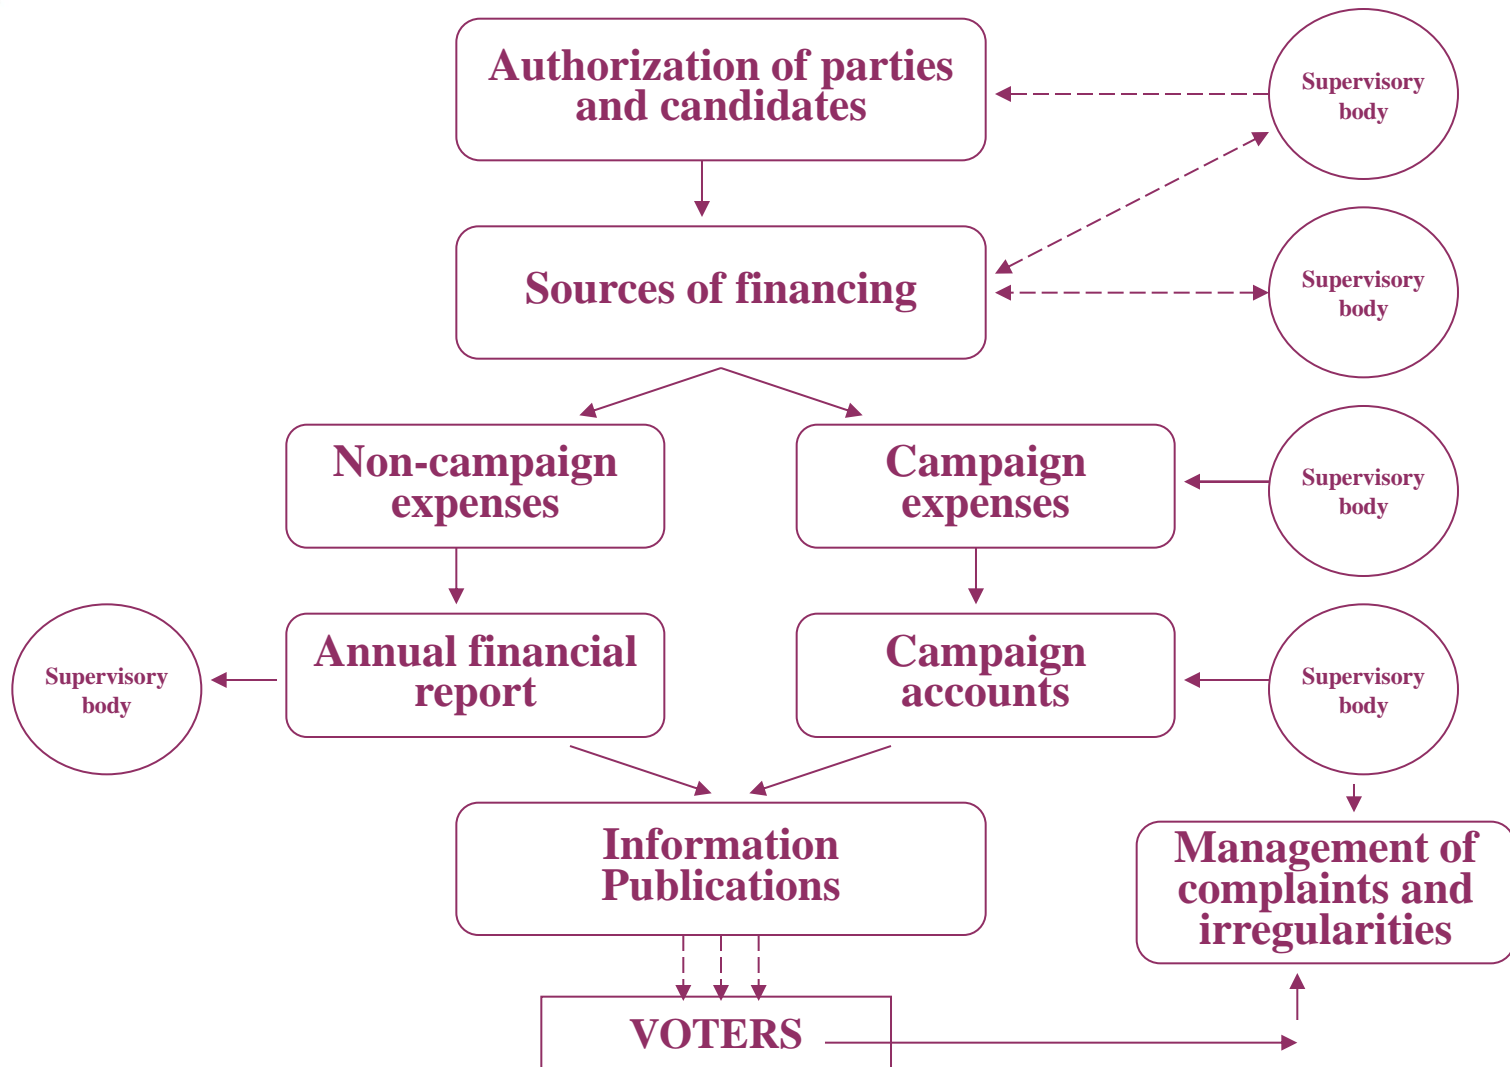 Authorization of parties
and candidates
Supervisory
body
Sources of financing
Supervisory
body
Non-campaign
expenses
Campaign
expenses
Supervisory
body
Supervisory
body
Annual financial
report
Campaign
accounts
Supervisory
body
Information
Publications
Management of
complaints and
irregularities
VOTERS